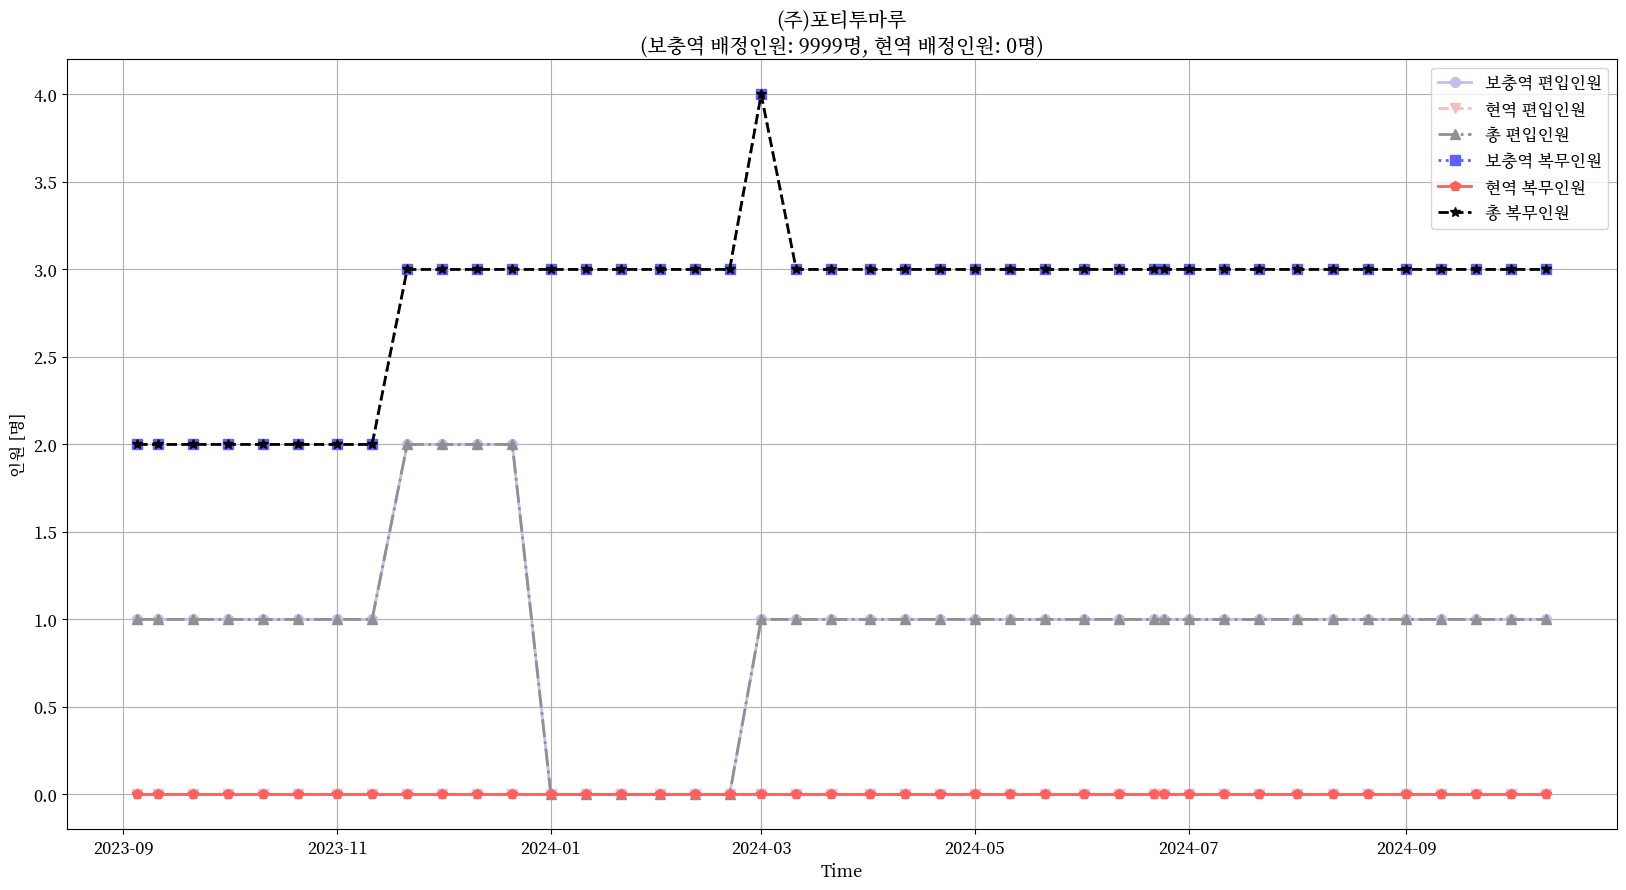 (주)포티투마루
(보충역 배정인원: 9999명, 현역 배정인원: 0명)
보충역 편입인원
현역 편입인원
총 편입인원
보충역 복무인원
현역 복무인원
총 복무인원
인원 [명]
4.0
3.5
3.0
2.5
2.0
1.5
1.0
0.5
0.0
2023-09 2023-11 2024-01 2024-03 2024-05 2024-07 2024-09
Time